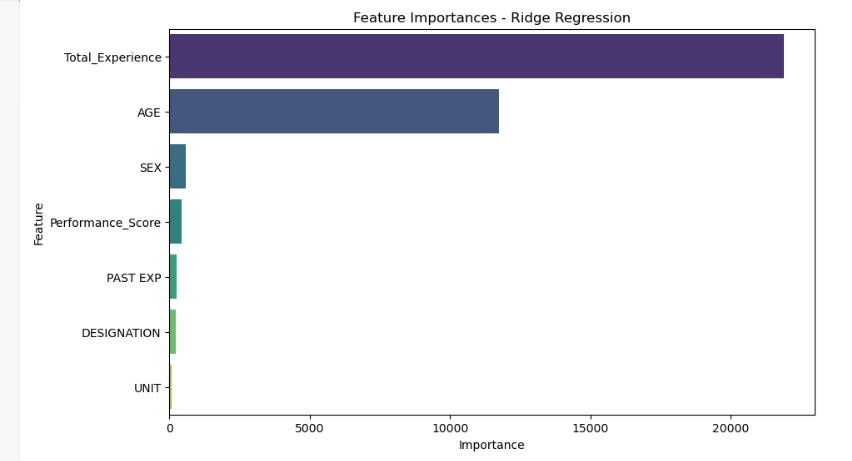 Feature Importances - Ridge Regression
Total_Experience
AGE
SEX
Performance_Score
PAST EXP
DESIGNATION
UNIT
Feature
0 5000 10000 15000 20000
Importance